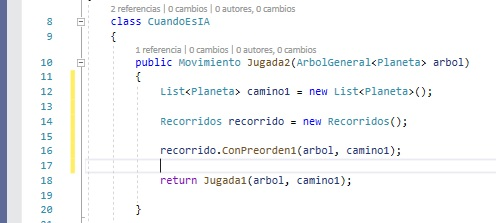 2 referencias | 0 cambios | 0 autores, 0 cambios
8 class CuandoEsIA
9 {
1 referencia | 0 cambios | 0 autores, 0 cambios
10 public Movimiento Jugada2(ArbolGeneral<Planeta> arbol)
11 {
12 List<Planeta> camino1 = new List<Planeta>();
13
14 Recorridos recorrido = new Recorridos();
15
16 recorrido.ConPreorden1(arbol, camino1);
17
18 return Jugada1(arbol, camino1);
19
20 }